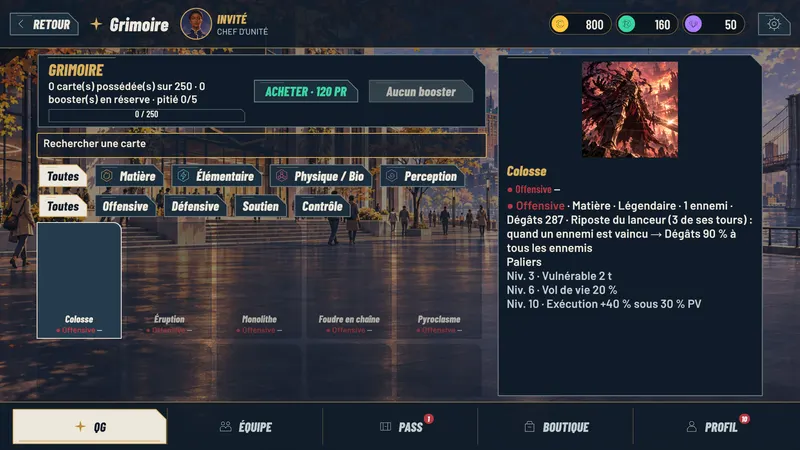 RETOUR
Grimoire
INVITÉ
CHEF D'UNITÉ
800
160
50
GRIMOIRE
0 carte(s) possédée(s) sur 250 · 0
booster(s) en réserve · pitié 0/5
0 / 250
ACHETER · 120 PR
Aucun booster
Rechercher une carte
Toutes
Matière
Élémentaire
Physique / Bio
Perception
Toutes
Offensive
Défensive
Soutien
Contrôle
Colosse
Offensive —
Éruption
Offensive —
Monolithe
Offensive —
Foudre en chaîne
Offensive —
Pyroclasme
Offensive —
Colosse
Offensive —
Offensive · Matière · Légendaire · 1 ennemi ·
Dégâts 287 · Riposte du lanceur (3 de ses tours) :
quand un ennemi est vaincu → Dégâts 90 % à
tous les ennemis
Paliers
Niv. 3 · Vulnérable 2 t
Niv. 6 · Vol de vie 20 %
Niv. 10 · Exécution +40 % sous 30 % PV
QG
ÉQUIPE
PASS
1
BOUTIQUE
PROFIL
10